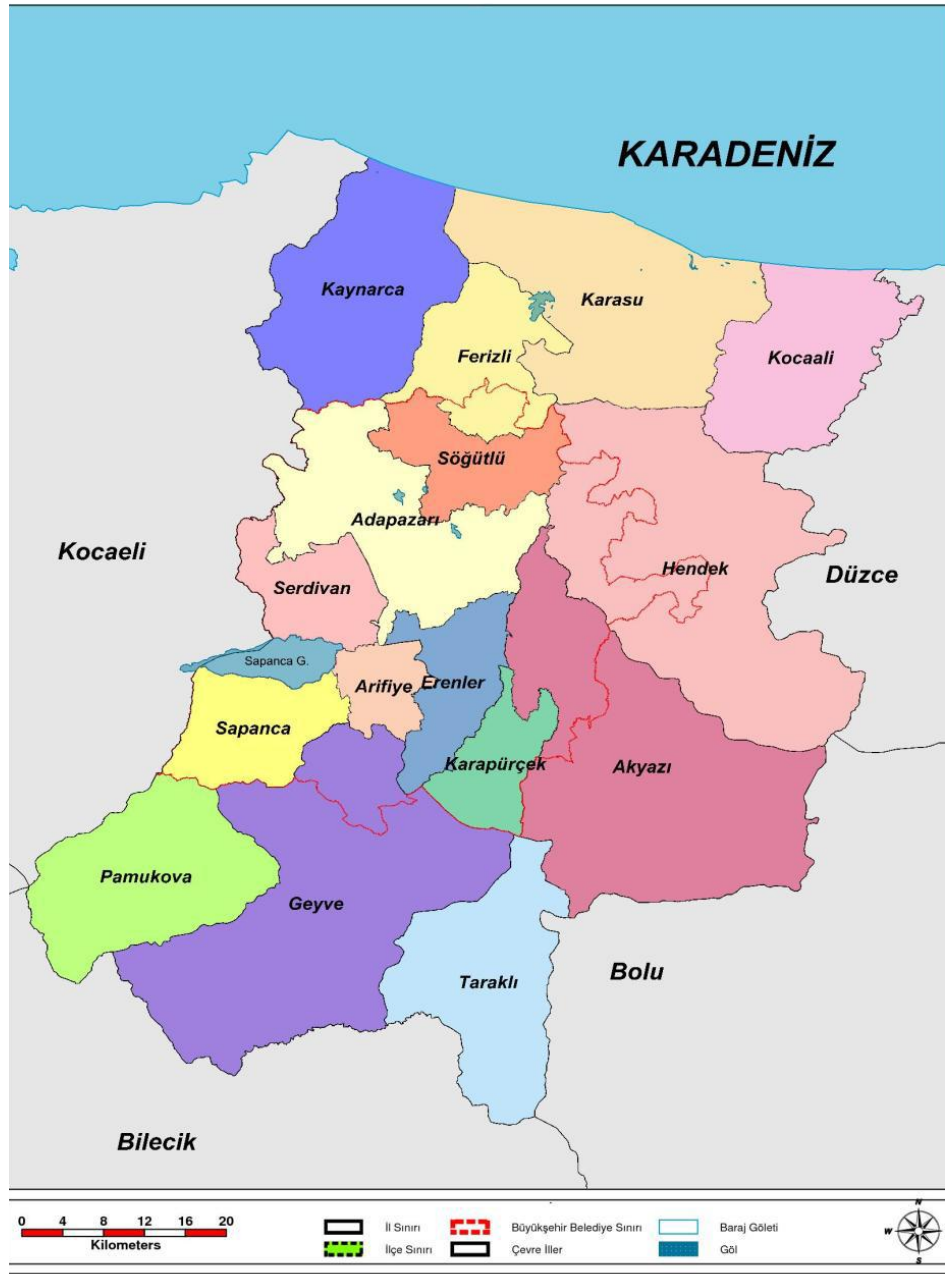 KARADENİZ
Kaynarca
Karasu
Kocaali
Ferizli
Söğütlü
Adapazarı
Kocaeli
Hendek
Düzce
Serdivan
Sapanca G.
Arifiye
Erenler
Sapanca
Karapürçek
Akyazı
Pamukova
Geyve
Taraklı
Bolu
Bilecik
0 4 8 12 16 20
Kilometers
İl Sınırı
Büyükşehir Belediye Sınırı
Baraj Göleti
İlçe Sınırı
Çevre İller
Göl
N
W
E
S